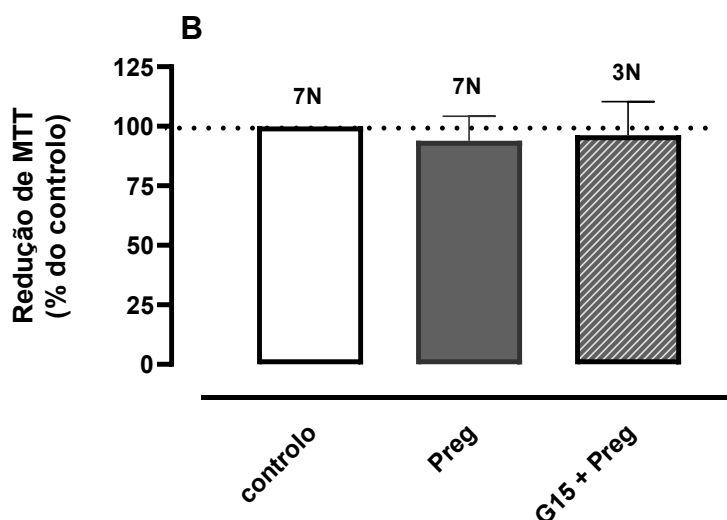 B
Redução de MTT
(% do controlo)
125
100
75
50
25
0
7N
7N
3N
controlo
Preg
G15 + Preg